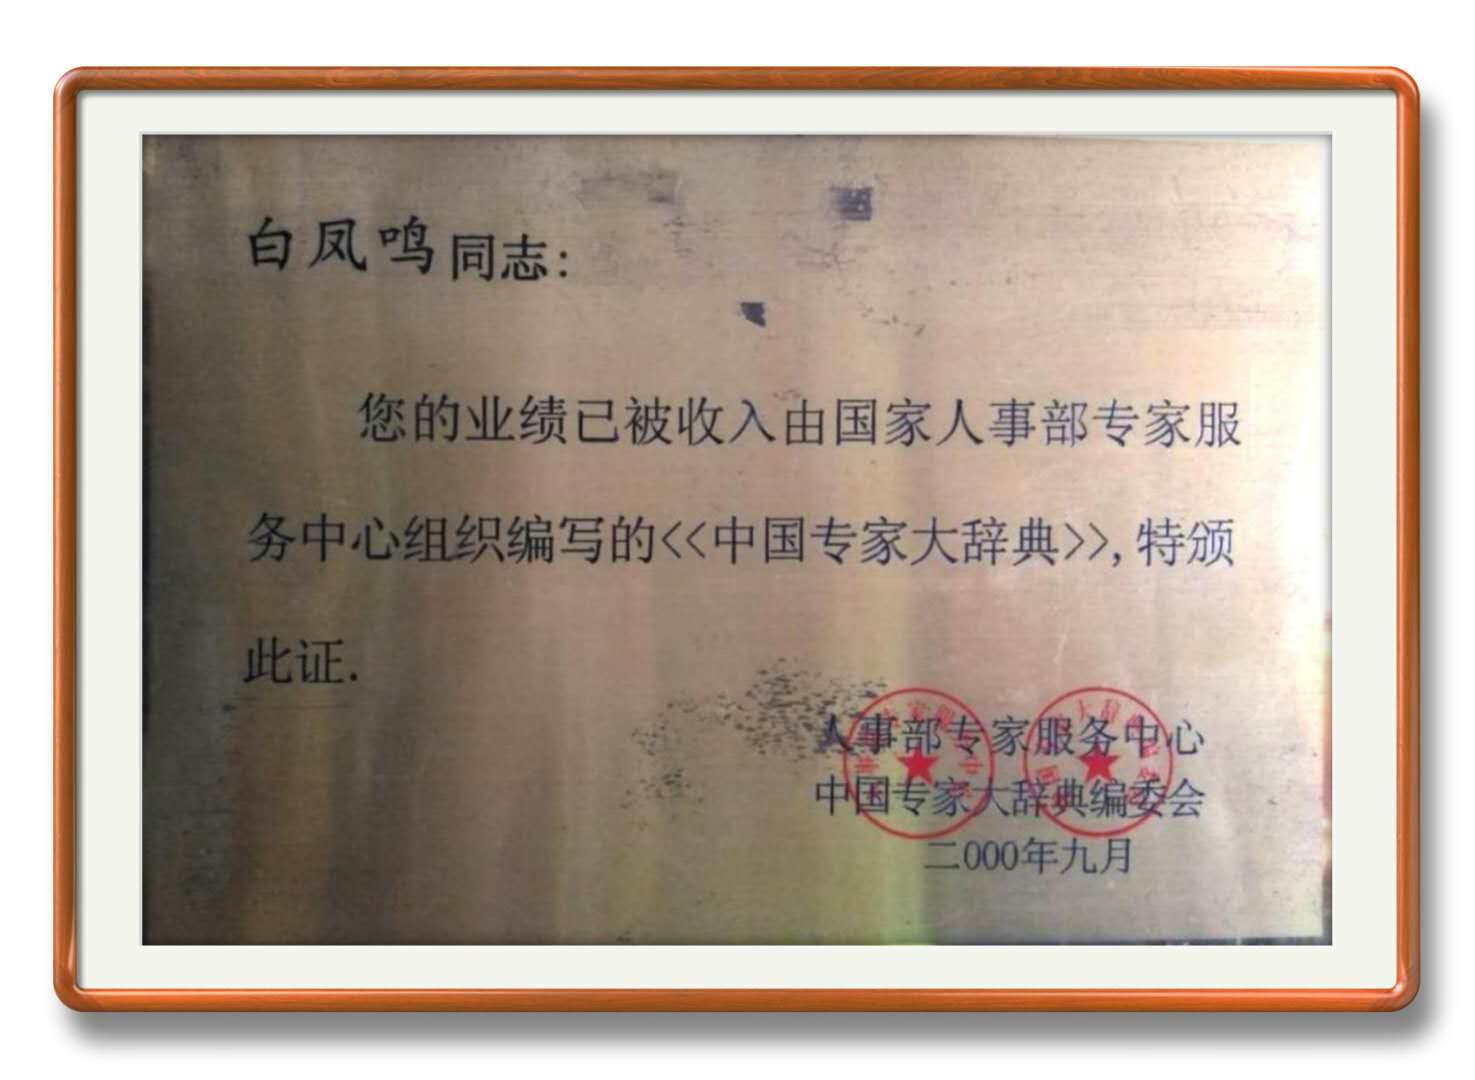 白凤鸣同志:
您的业绩已被收入由国家人事部专家服
务中心组织编写的<<中国专家大辞典>>,特颁
此证.
人事部专家服务中心
中国专家大辞典编委会
二000年九月